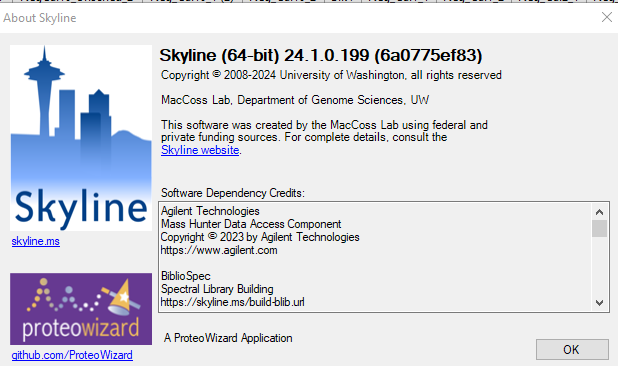 About Skyline
Skyline (64-bit) 24.1.0.199 (6a0775ef83)
Copyright © 2008-2024 University of Washington, all rights reserved
MacCoss Lab, Department of Genome Sciences, UW
This software was created by the MacCoss Lab using federal and
private funding sources. For complete details, consult the
Skyline website.
Skyline
skyline.ms
Software Dependency Credits:
Agilent Technologies
Mass Hunter Data Access Component
Copyright © 2023 by Agilent Technologies
https://www.agilent.com
BiblioSpec
Spectral Library Building
https://skyline.ms/build-blib.url
proteowizard
github.com/ProteoWizard
A ProteoWizard Application
OK